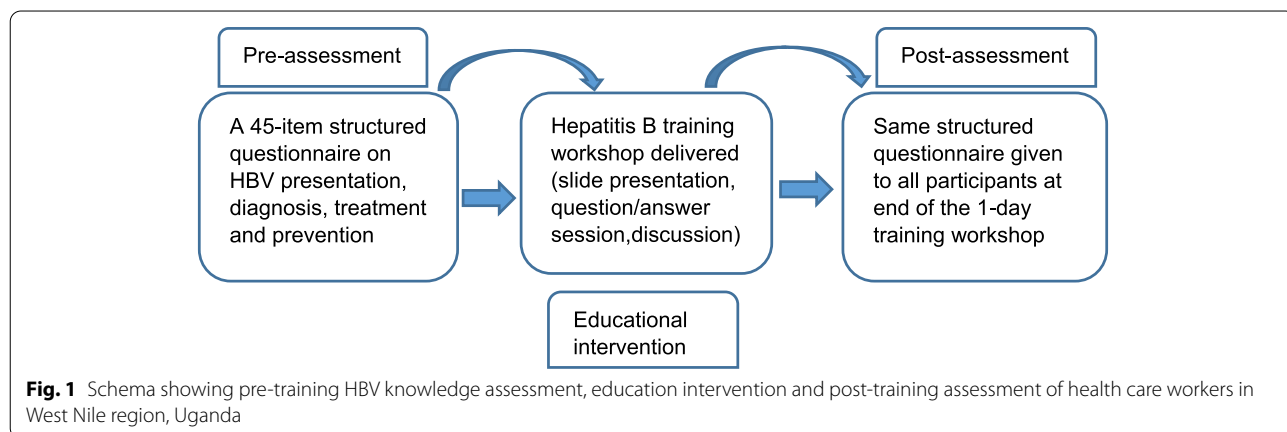 Pre-assessment
A 45-item structured
questionnaire on
HBV presentation,
diagnosis, treatment
and prevention
Hepatitis B training
workshop delivered
(slide presentation,
question/answer
session,discussion)
Educational
intervention
Post-assessment
Same structured
questionnaire given
to all participants at
end of the 1-day
training workshop
Fig. 1 Schema showing pre-training HBV knowledge assessment, education intervention and post-training assessment of health care workers in
West Nile region, Uganda